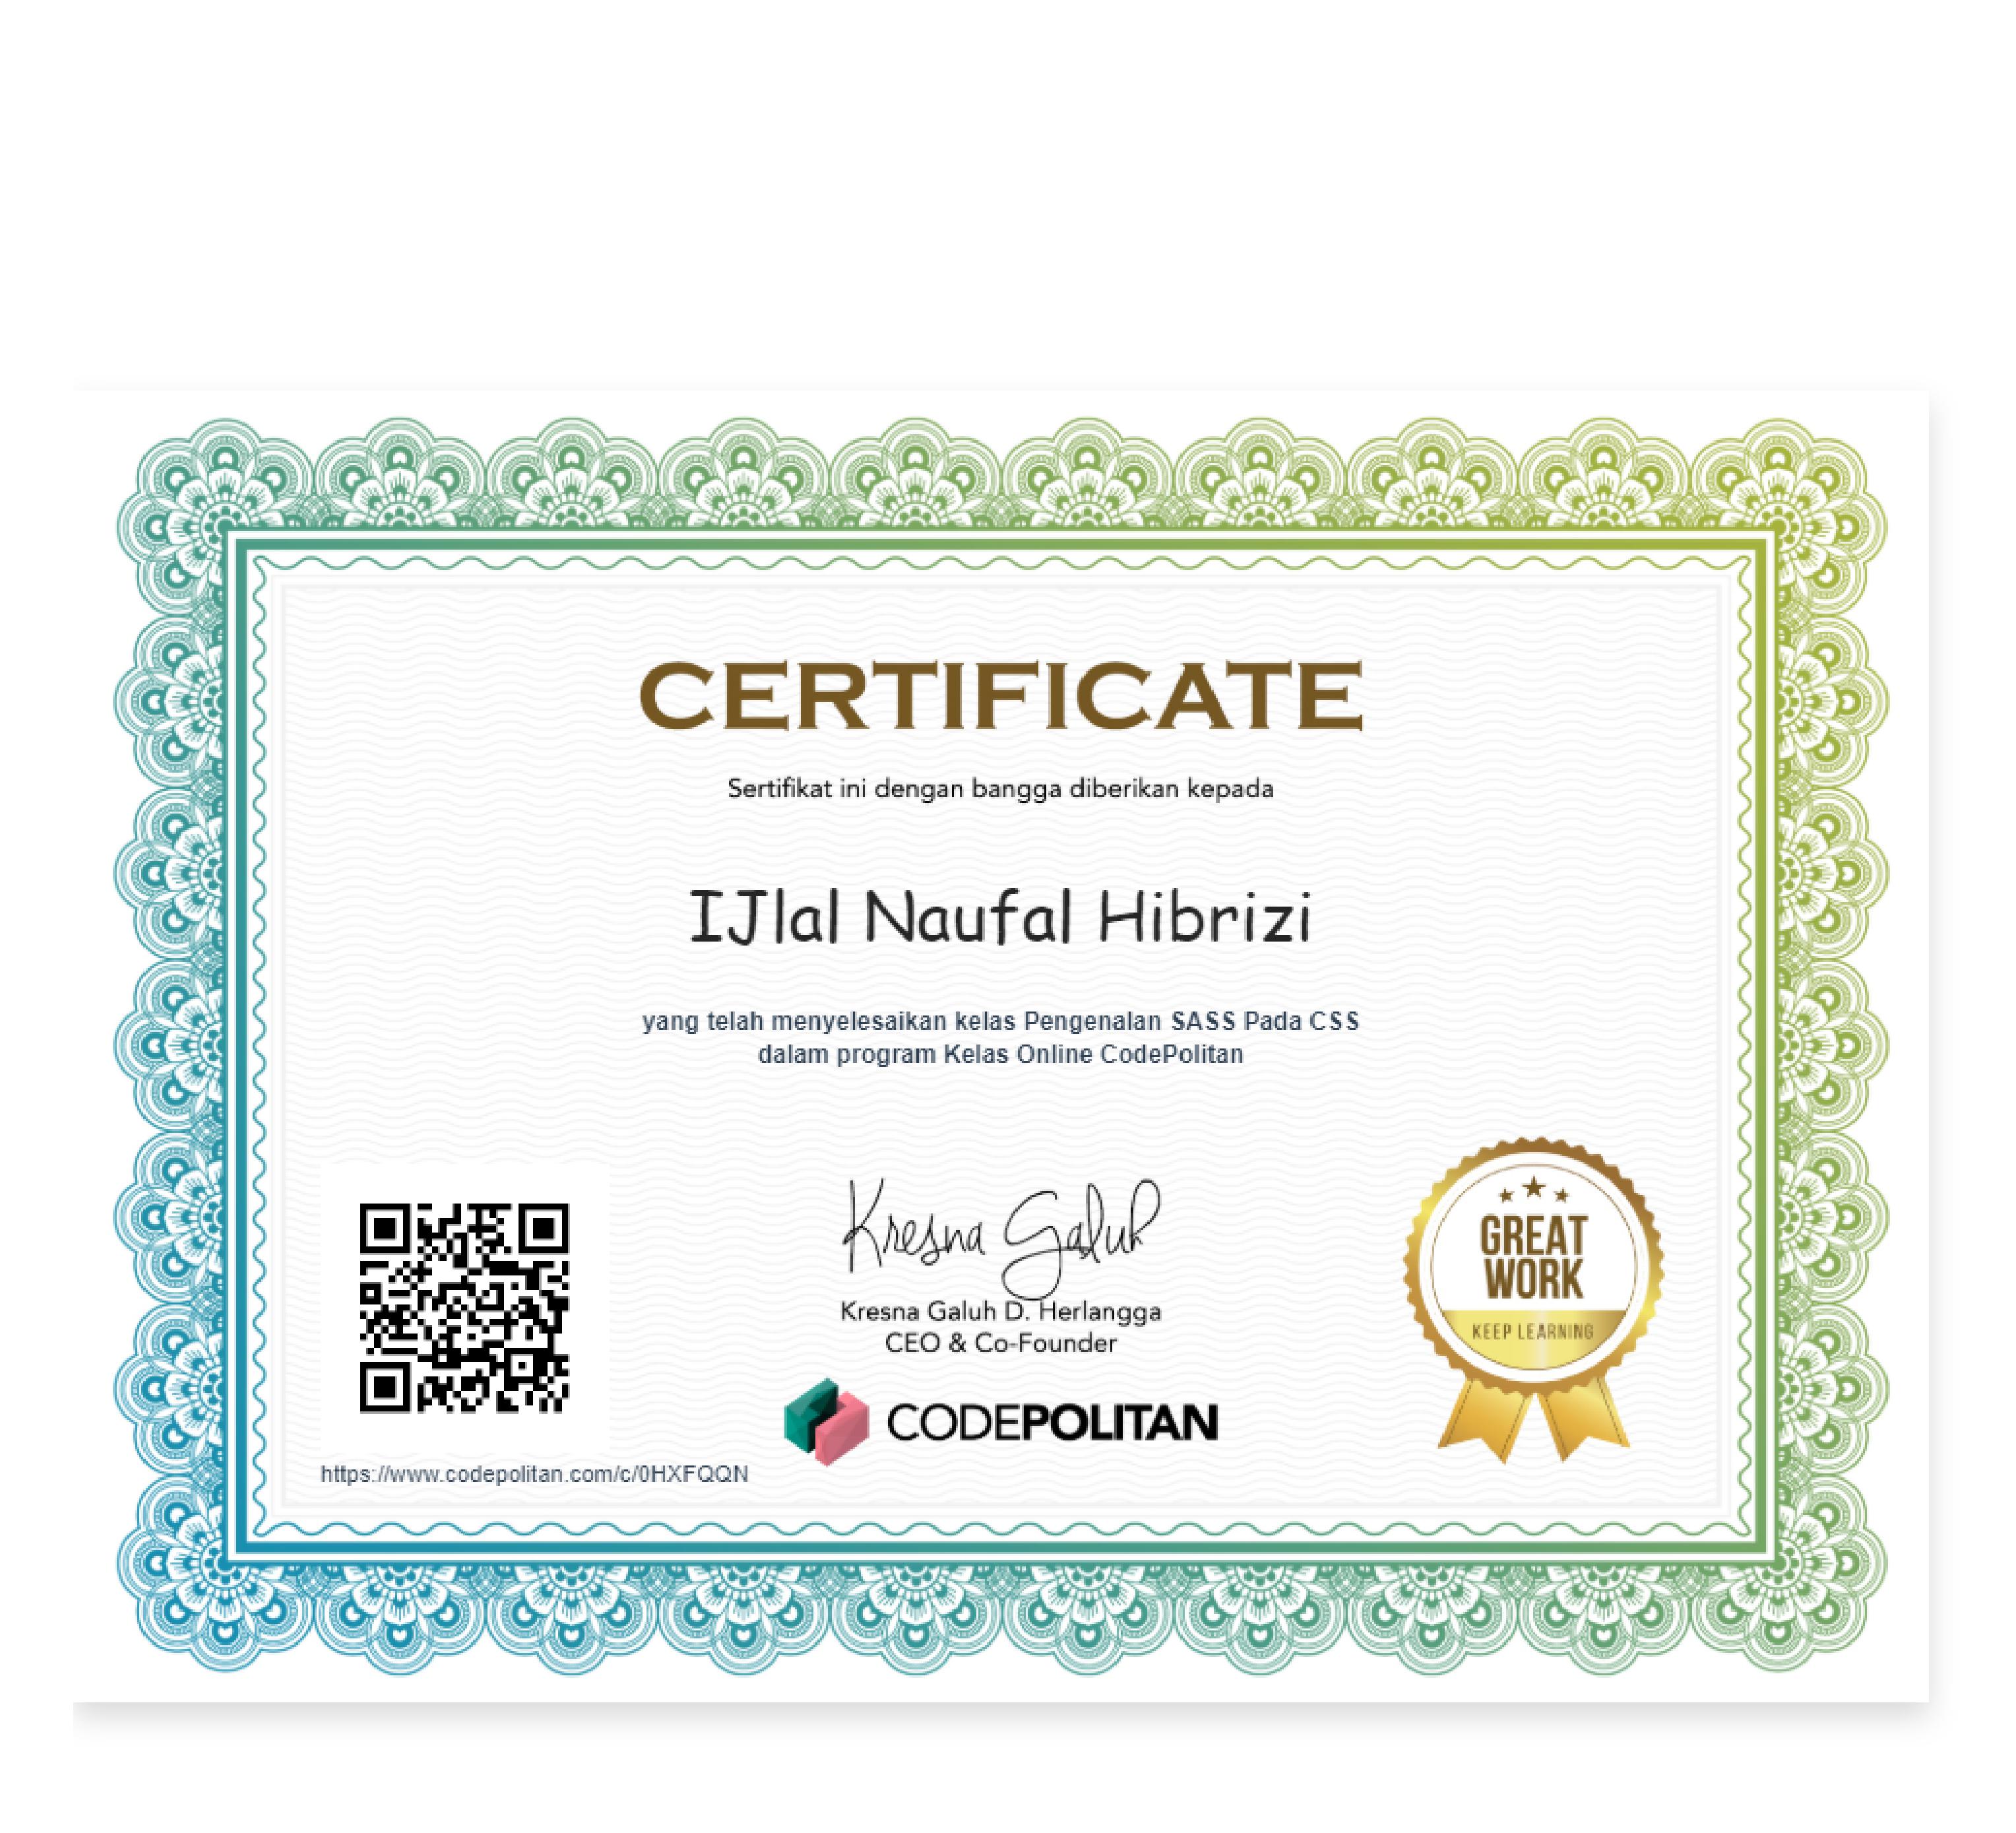 CERTIFICATE
Sertifikat ini dengan bangga diberikan kepada
IJlal Naufal Hibrizi
yang telah menyelesaikan kelas Pengenalan SASS Pada CSS
dalam program Kelas Online CodePolitan
Kresna Galuh
Kresna Galuh D. Herlangga
CEO & Co-Founder
CODEPOLITAN
https://www.codepolitan.com/c/0HXFQQN
GREAT
WORK
KEEP LEARNING